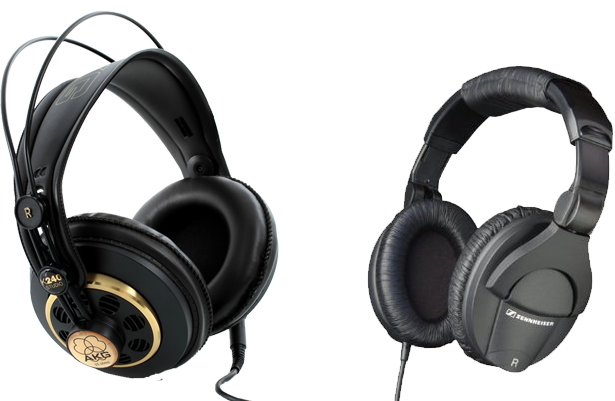 R
K240
STUDIO
AKG
SENNHEISER
R